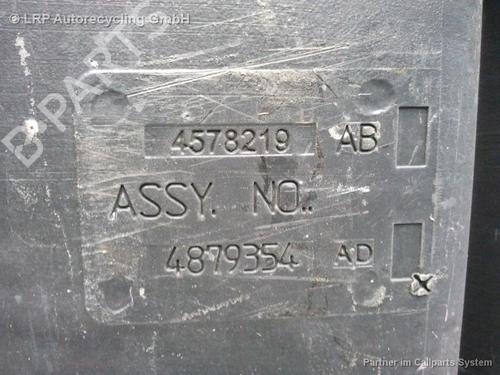 © LRP Autorecycling GmbH
B-PARTS
4578219 AB
ASSY. NO..
4879354 AD
Partner im Callparts System